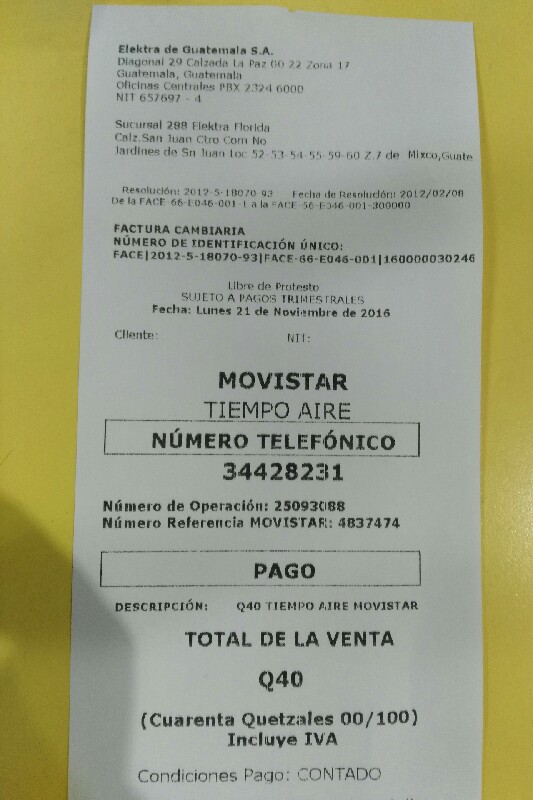 Elektra de Guatemala S.A.
Diagonal 29 Calzada La Paz 00 22 Zona 17
Guatemala, Guatemala
Oficinas Centrales PBX 2324 6000
NIT 657697 - 4
Sucursal 288 Elektra Florida
Calz.San Juan Ctro Com No
Jardines de Sn Juan Loc 52-53-54-55-59-60 Z.7 de Mixco,Guate
Resolución: 2012-5-18070-93 Fecha de Resolución: 2012/02/08
De la FACE-66-E046-001-1 a la FACE-56-E046-001-300000
FACTURA CAMBIARIA
NÚMERO DE IDENTIFICACIÓN ÚNICO:
FACE|2012-5-18070-93|FACE-66-E046-001|160000030246
Libre de Protesto
SUJETO A PAGOS TRIMESTRALES
Fecha: Lunes 21 de Noviembre de 2016
Cliente: NIT:
MOVISTAR
TIEMPO AIRE
NÚMERO TELEFÓNICO
34428231
Número de Operación: 25093088
Número Referencia MOVISTAR: 4837474
PAGO
DESCRIPCIÓN: Q40 TIEMPO AIRE MOVISTAR
TOTAL DE LA VENTA
Q40
(Cuarenta Quetzales 00/100)
Incluye IVA
Condiciones Pago: CONTADO